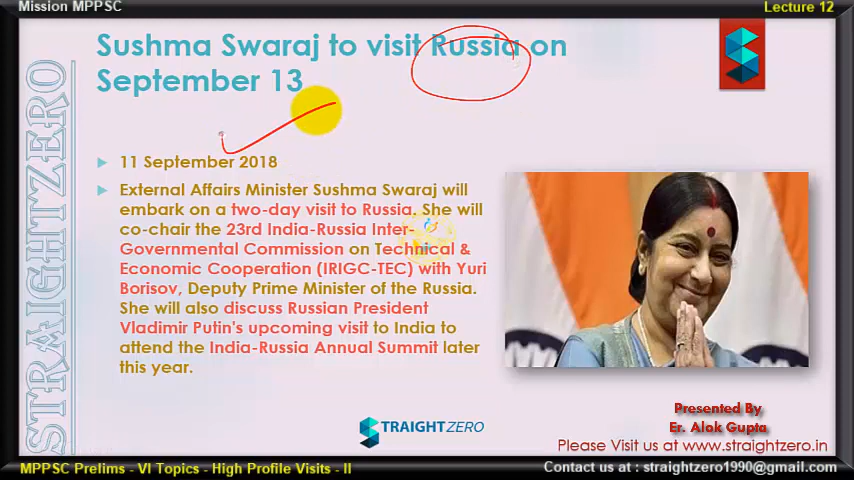 Mission MPPSC
Lecture 12
Sushma Swaraj to visit Russia on
September 13
STRAIGHTZERO
11 September 2018
External Affairs Minister Sushma Swaraj will
embark on a two-day visit to Russia. She will
co-chair the 23rd India-Russia Inter-
Governmental Commission on Technical &
Economic Cooperation (IRIGC-TEC) with Yuri
Borisov, Deputy Prime Minister of the Russia.
She will also discuss Russian President
Vladimir Putin's upcoming visit to India to
attend the India-Russia Annual Summit later
this year.
TRAIGHTZERO
Presented By
Er. Alok Gupta
Please Visit us at www.straightzero.in
MPPSC Prelims - VI Topics - High Profile Visits - II
Contact us at : straightzero1990@gmail.com